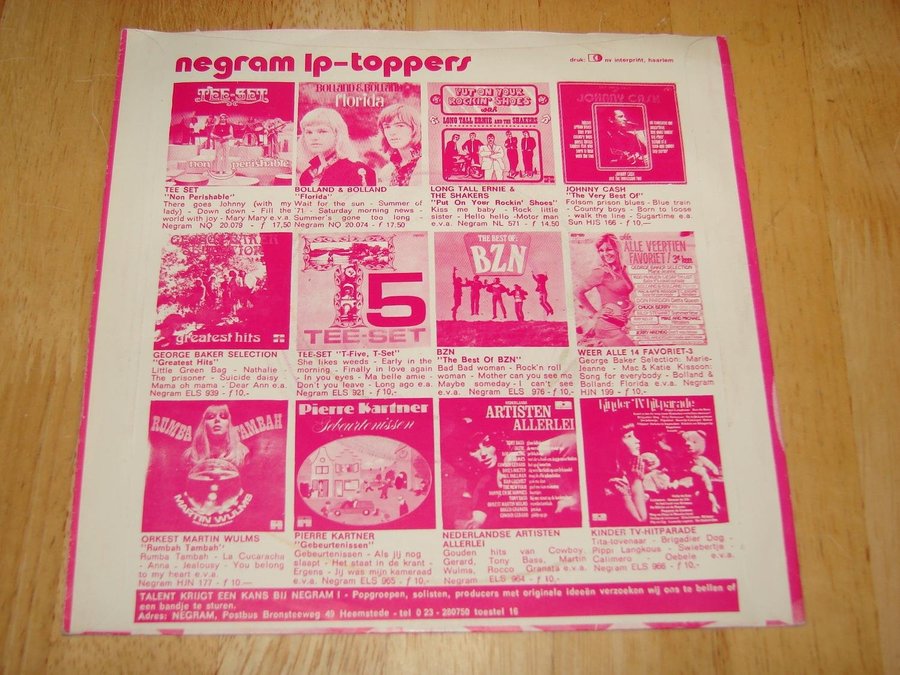 negram lp-toppers
druk: nv interprint, haarlem
TEE-SET
non perishable
BOLLAND & BOLLAND
florida
PUT ON YOUR
ROCKIN' SHOES
with
LONG TALL ERNIE AND THE SHAKERS
JOHNNY CASH
TEE SET
"Non Perishable"
There goes Johnny (with my
lady) - Down down - Fill the
world with joy - Mary Mary e.v.a.
Negram NQ 20.079 - ƒ 17,50
BOLLAND & BOLLAND
"Florida"
Wait for the sun - Summer of
'71 - Saturday morning news -
Summer's gone too long -
Negram NQ 20.074 - ƒ 17,50
LONG TALL ERNIE &
THE SHAKERS
"Put On Your Rockin' Shoes"
Kiss me baby - Rock little
sister - Hello hello - Motor man
e.v.a. Negram NL 571 - ƒ 14,50
JOHNNY CASH
"The Very Best Of"
Folsom prison blues - Blue train
- Country boys - Born to loose
- walk the line - Sugartime e.a.
Sun HJS 166 - ƒ 10,—
GEORGE BAKER
SELECTION
greatest hits
T5
TEE-SET
THE BEST OF:
BZN
ALLE VEERTIEN
FAVORIET! 3
GEORGE BAKER SELECTION
CHUCK BERRY
MIKE AND MICHAEL
GEORGE BAKER SELECTION
"Greatest Hits"
Little Green Bag - Nathalie -
The prisoner - Suicide daisy -
Mama oh mama - Dear Ann e.a.
Negram ELS 939 - ƒ 10,-
TEE-SET "T-Five, T-Set"
She likes weeds - Early in the
morning - Finally in love again
- In you eyes - Ma belle amie -
Don't you leave - Long ago e.a.
Negram ELS 921 - ƒ 10,-
BZN
"The Best Of BZN"
Bad Bad woman - Rock'n roll
woman - Mother can you see me
Maybe someday - I can't see
e.v.a. Negram ELS 976 - ƒ 10,-
WEER ALLE 14 FAVORIET-3
George Baker Selection: Marie-
Jeanne - Mac & Katie Kissoon:
Song for everybody - Bolland &
Bolland: Florida e.v.a. Negram
HJN 199 - ƒ 10,—
RUMBA TAMBAH
MARTIN WULMS
Pierre Kartner
Gebeurtenissen
NEDERLANDSE
ARTISTEN
ALLERLEI
Kinder TV-hitparade
ORKEST MARTIN WULMS
"Rumbah Tambah"
Rumba Tambah - La Cucaracha
- Anna - Jealousy - You belong
to my heart e.v.a.
Negram HJN 177 - ƒ 10,—
PIERRE KARTNER
"Gebeurtenissen"
Gebeurtenissen - Als jij nog
slaapt - Het staat in de krant -
Ergens - Jij was mijn kameraad
e.v.a. Negram ELS 965 - ƒ 10,-
NEDERLANDSE ARTISTEN
ALLERLEI
Gouden hits van Cowboy
Gerard, Tony Bass, Martin
Wulms, Rocco Granata e.v.a.
Negram ELS 964 - ƒ 10,-
KINDER TV-HITPARADE
Tita-tovenaar - Brigadier Dog -
Pippi Langkous - Swiebertje -
Calimero - Oebele e.v.a.
Negram ELS 966 - ƒ 10,-
TALENT KRIJGT EEN KANS BIJ NEGRAM ! - Popgroepen, solisten, producers met originele ideeën verzoeken wij ons te bellen of
een bandje te sturen.
Adres: NEGRAM, Postbus Bronsteeweg 49 Heemstede - tel 0 23 - 280750 toestel 16